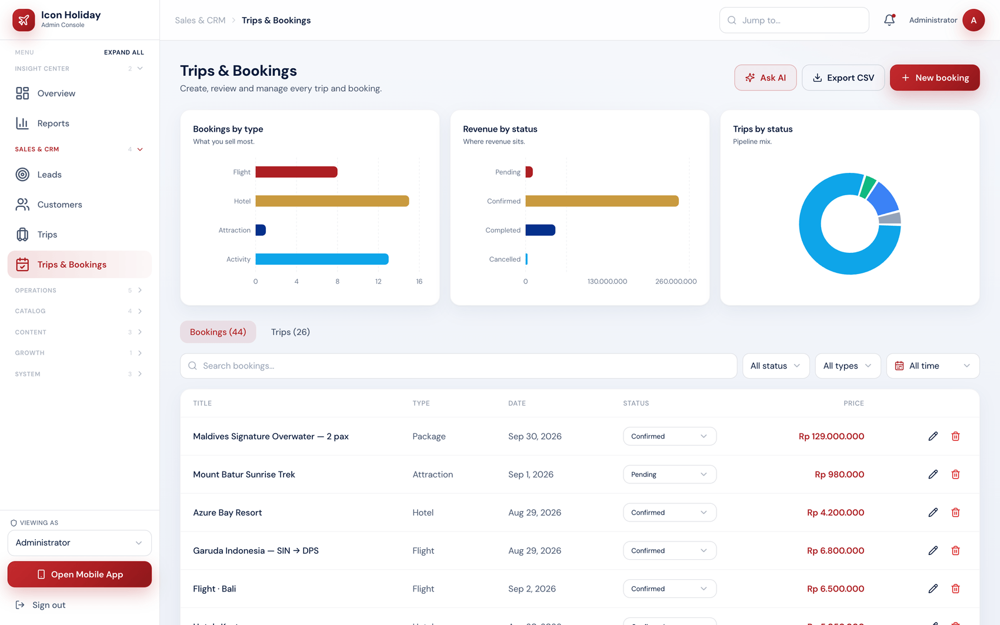 Icon Holiday
Admin Console
MENU
EXPAND ALL
INSIGHT CENTER 2
Overview
Reports
SALES & CRM 4
Leads
Customers
Trips
Trips & Bookings
OPERATIONS 5
CATALOG 4
CONTENT 3
GROWTH 1
SYSTEM 3
VIEWING AS
Administrator
Open Mobile App
Sign out
Sales & CRM > Trips & Bookings
Jump to...
Administrator A
Trips & Bookings
Create, review and manage every trip and booking.
Ask AI
Export CSV
+ New booking
Bookings by type
What you sell most.
Flight
Hotel
Attraction
Activity
0 4 8 12 16
Revenue by status
Where revenue sits.
Pending
Confirmed
Completed
Cancelled
0 130.000.000 260.000.000
Trips by status
Pipeline mix.
Bookings (44) Trips (26)
Search bookings...
All status
All types
All time
TITLE TYPE DATE STATUS PRICE
Maldives Signature Overwater — 2 pax Package Sep 30, 2026 Confirmed Rp 129.000.000
Mount Batur Sunrise Trek Attraction Sep 1, 2026 Pending Rp 980.000
Azure Bay Resort Hotel Aug 29, 2026 Confirmed Rp 4.200.000
Garuda Indonesia — SIN → DPS Flight Aug 29, 2026 Confirmed Rp 6.800.000
Flight · Bali Flight Sep 2, 2026 Confirmed Rp 6.500.000